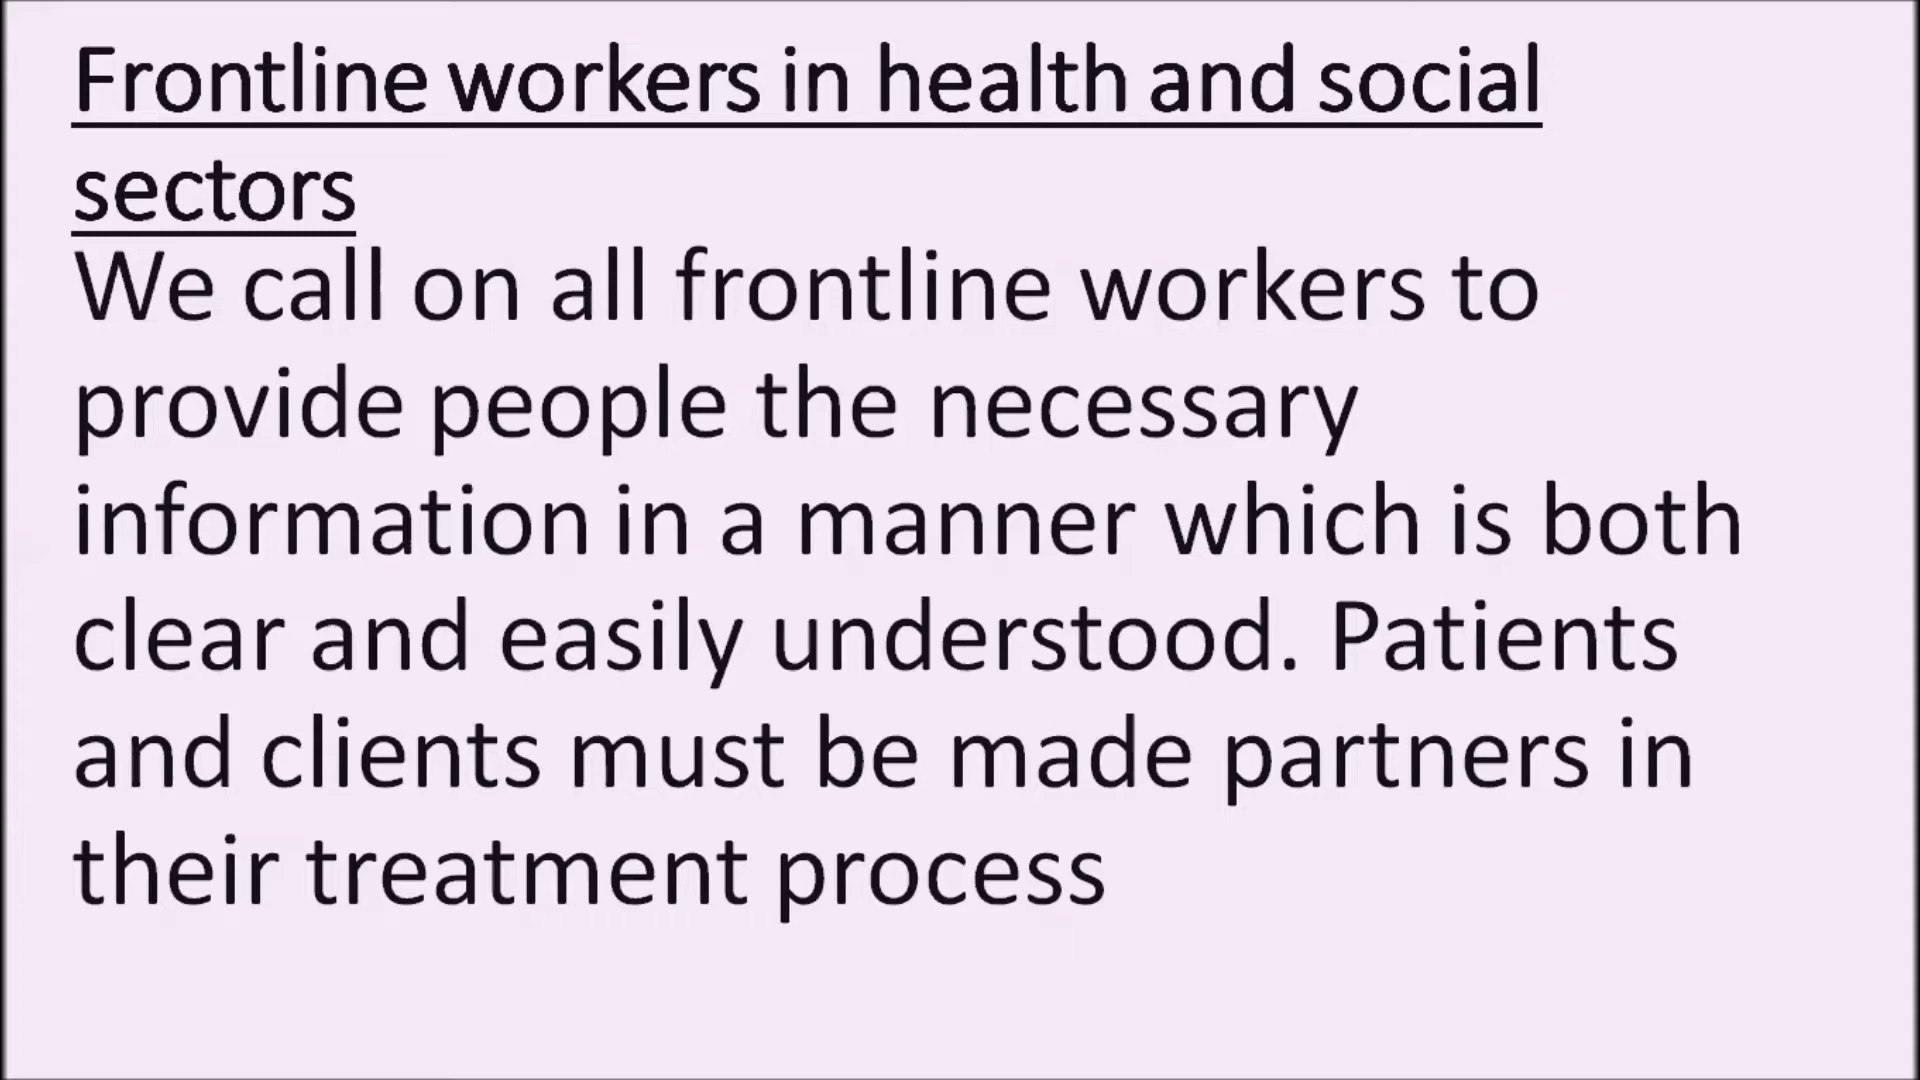 Frontline workers in health and social
sectors
We call on all frontline workers to
provide people the necessary
information in a manner which is both
clear and easily understood. Patients
and clients must be made partners in
their treatment process